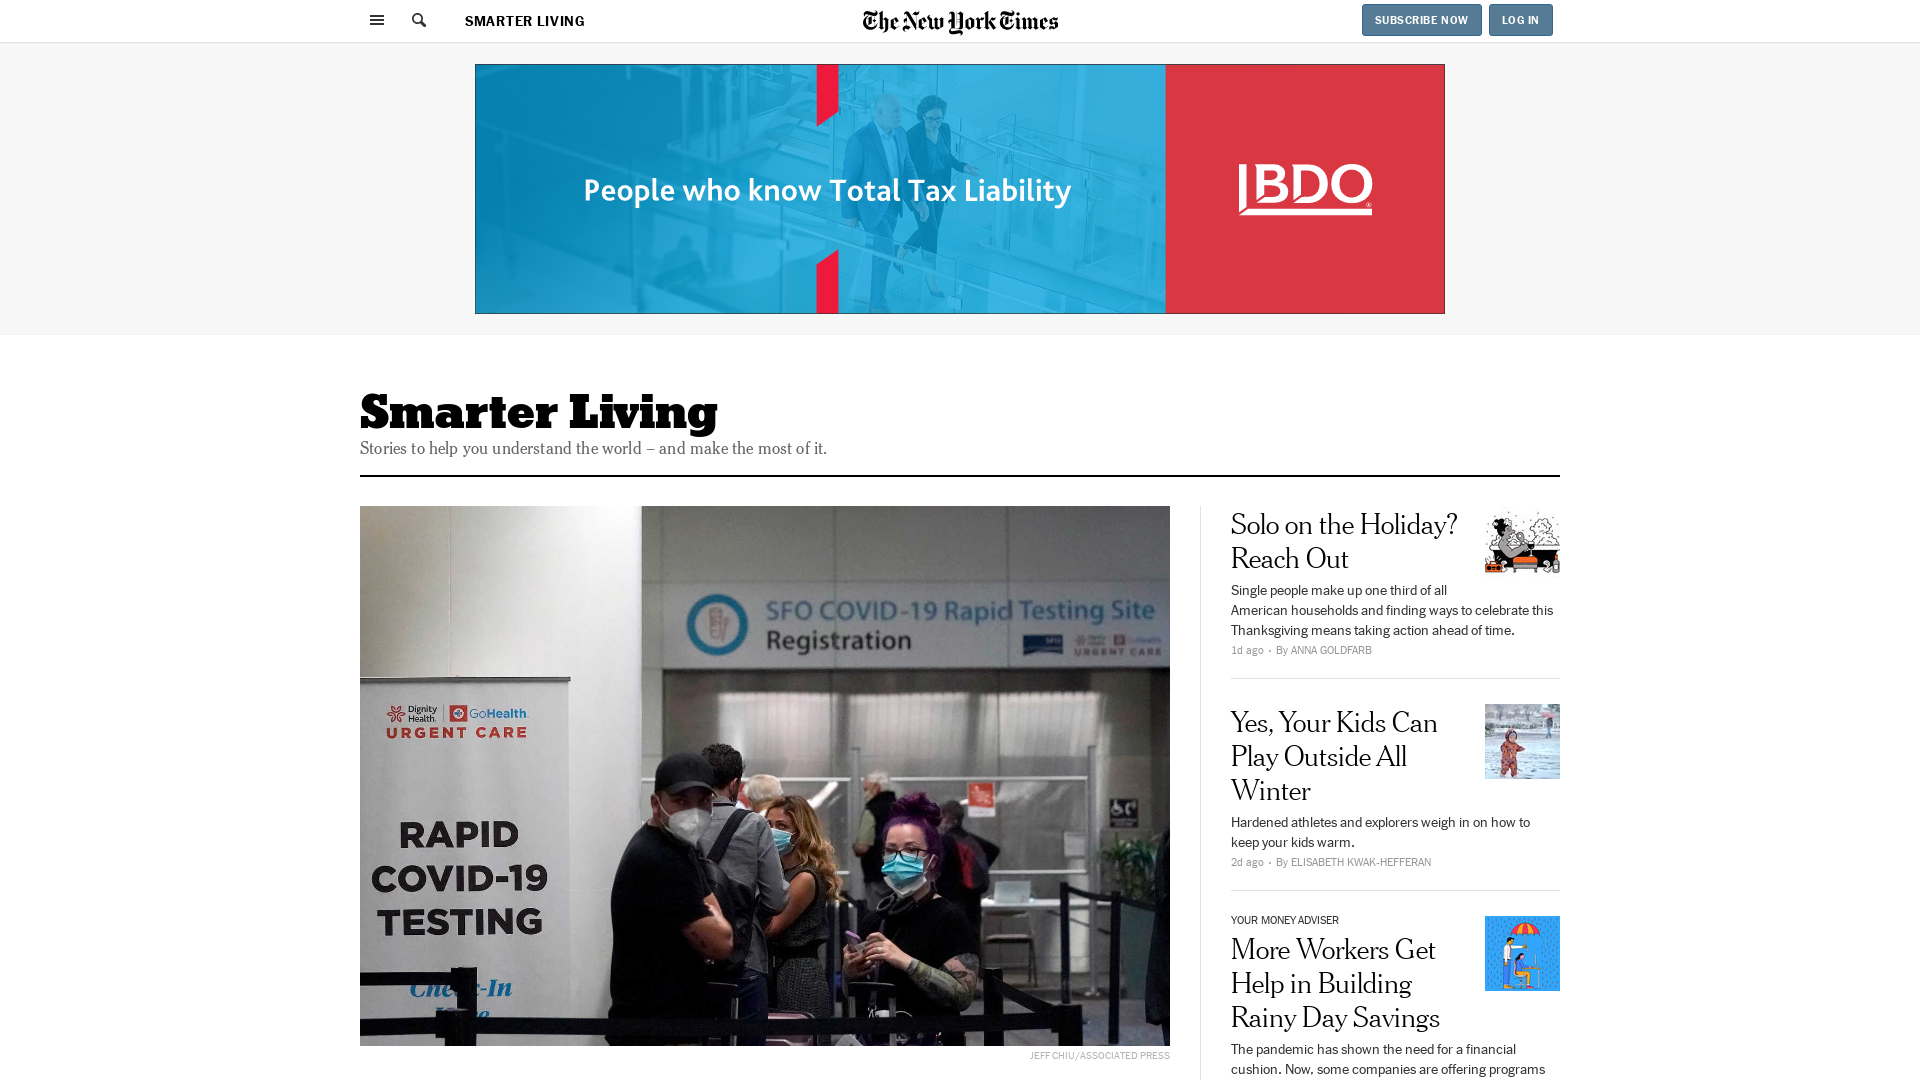 SMARTER LIVING
The New York Times
SUBSCRIBE NOW
LOG IN
People who know Total Tax Liability
BDO
Smarter Living
Stories to help you understand the world – and make the most of it.
SFO COVID-19 Rapid Testing Site
Registration
SFO
Dignity Health
GoHealth
URGENT CARE
Dignity Health.
GoHealth
URGENT CARE
RAPID
COVID-19
TESTING
JEFF CHIU/ASSOCIATED PRESS
Solo on the Holiday?
Reach Out
Single people make up one third of all
American households and finding ways to celebrate this
Thanksgiving means taking action ahead of time.
1d ago • By ANNA GOLDFARB
Yes, Your Kids Can
Play Outside All
Winter
Hardened athletes and explorers weigh in on how to
keep your kids warm.
2d ago • By ELISABETH KWAK-HEFFERAN
YOUR MONEY ADVISER
More Workers Get
Help in Building
Rainy Day Savings
The pandemic has shown the need for a financial
cushion. Now, some companies are offering programs